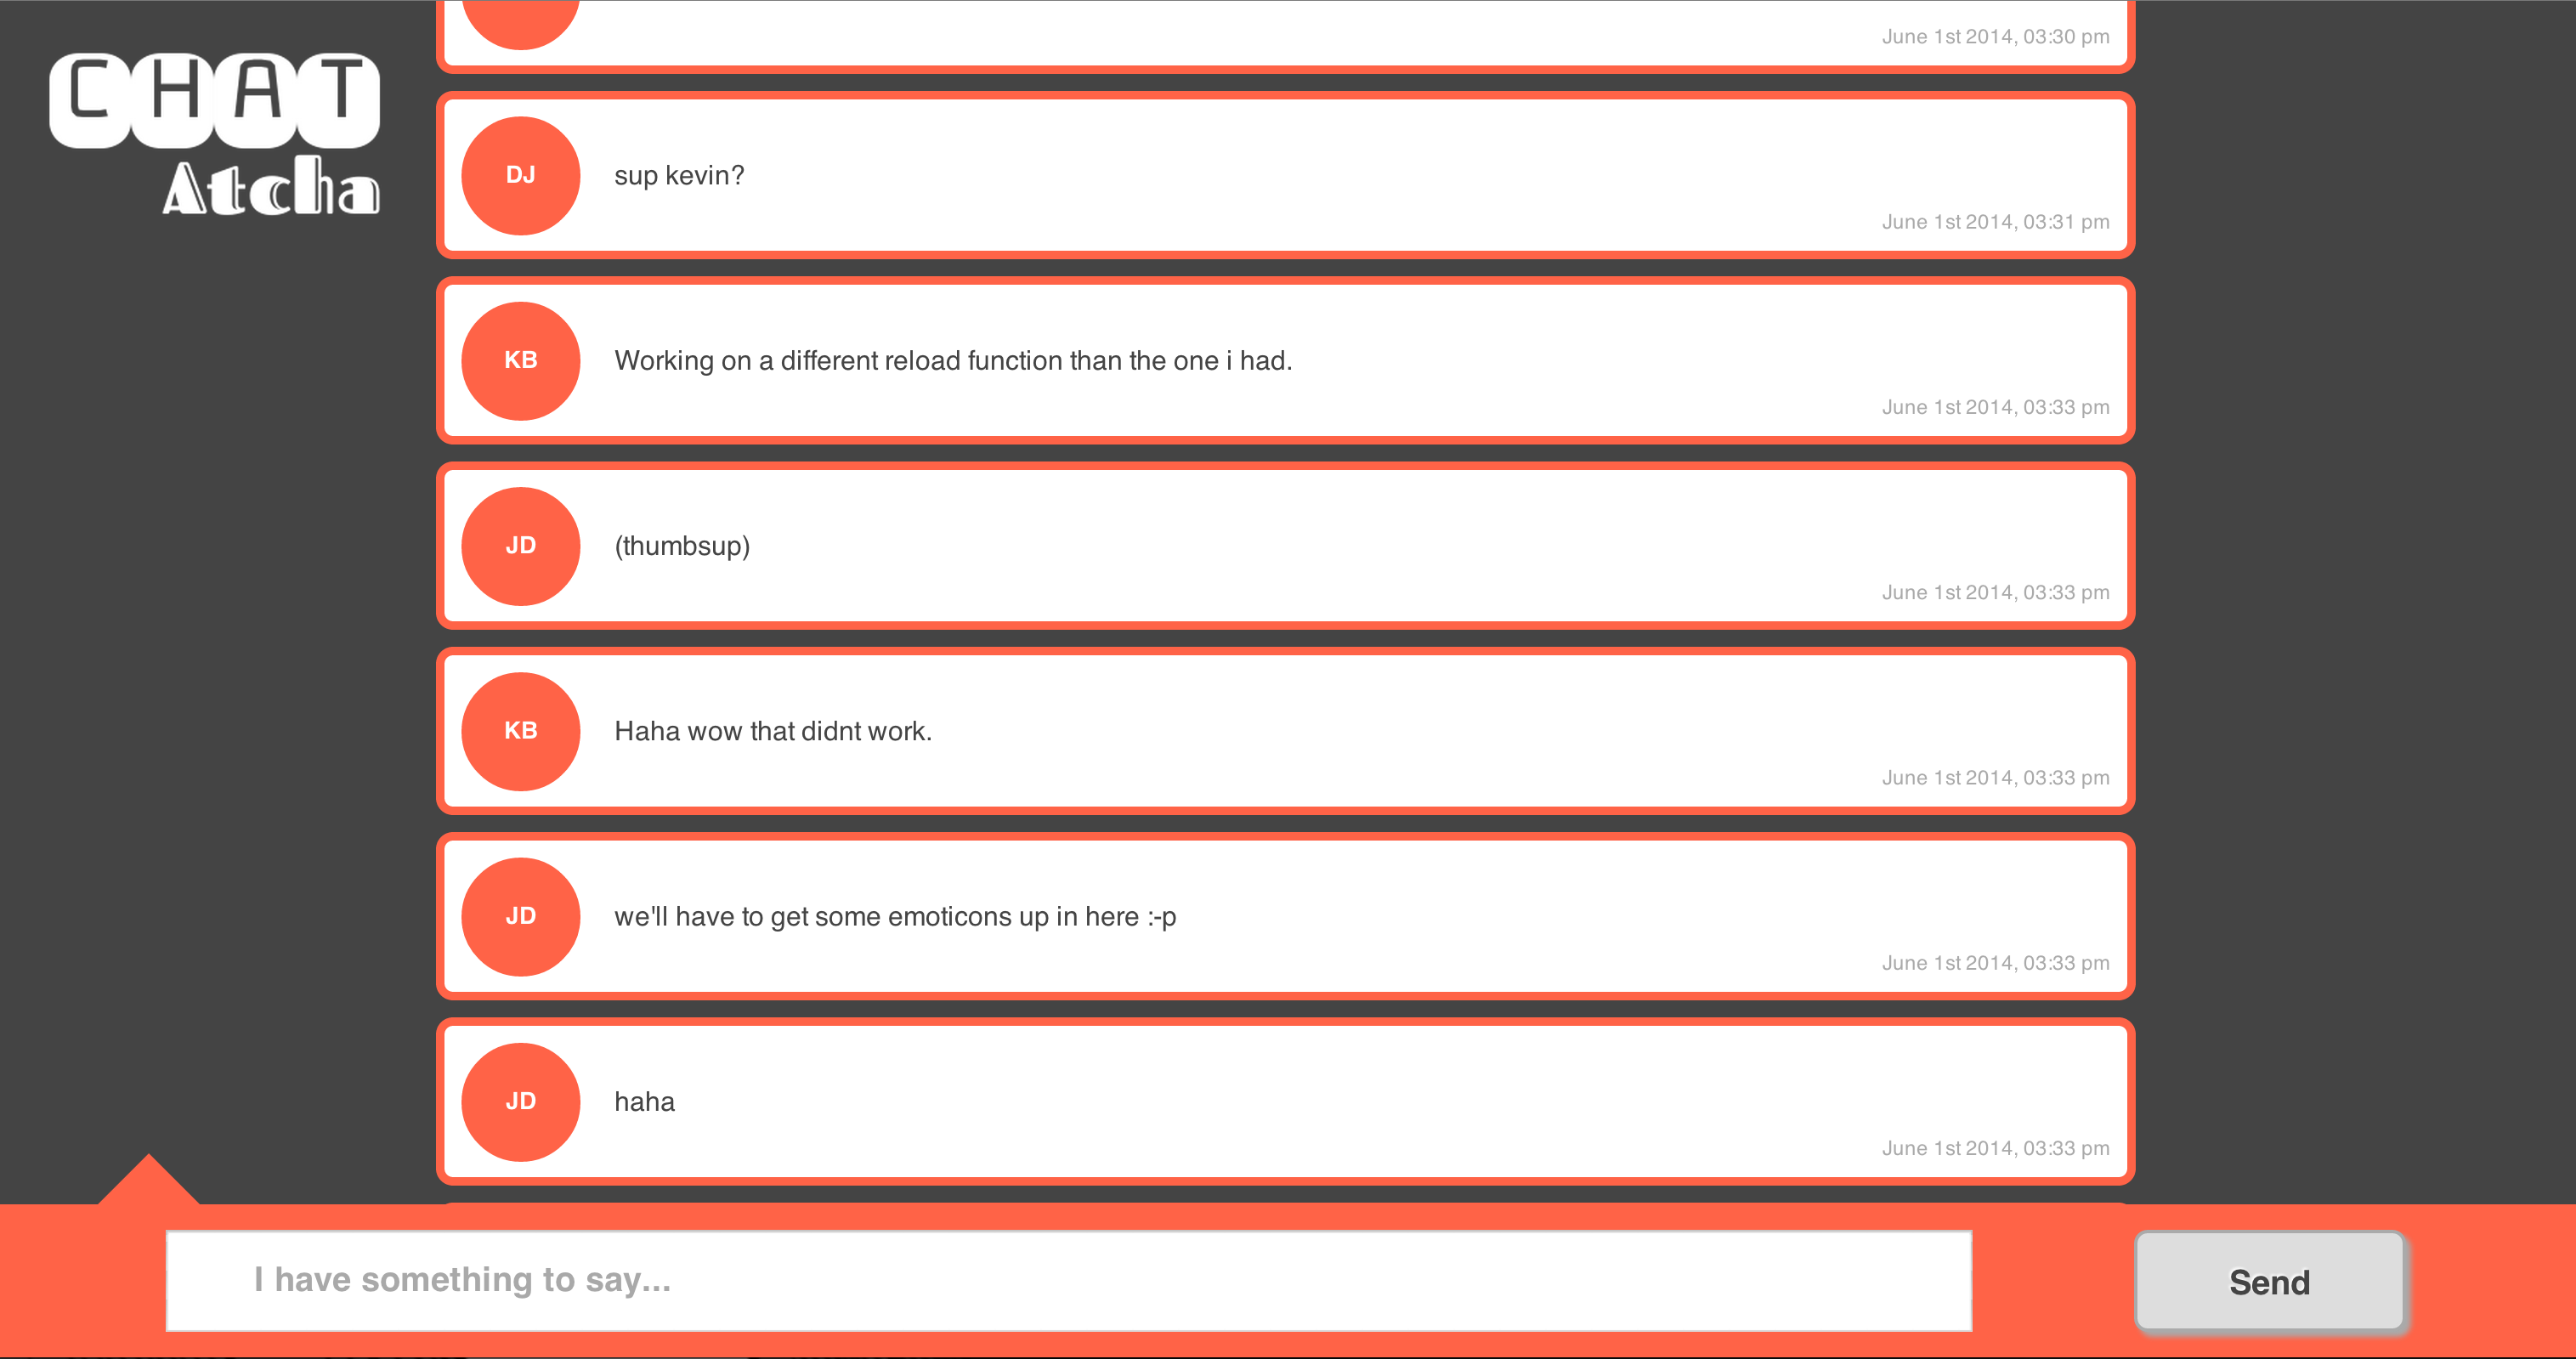 CHAT
Atcha
June 1st 2014, 03:30 pm
DJ
sup kevin?
June 1st 2014, 03:31 pm
KB
Working on a different reload function than the one i had.
June 1st 2014, 03:33 pm
JD
(thumbsup)
June 1st 2014, 03:33 pm
KB
Haha wow that didnt work.
June 1st 2014, 03:33 pm
JD
we'll have to get some emoticons up in here :-p
June 1st 2014, 03:33 pm
JD
haha
June 1st 2014, 03:33 pm
I have something to say...
Send